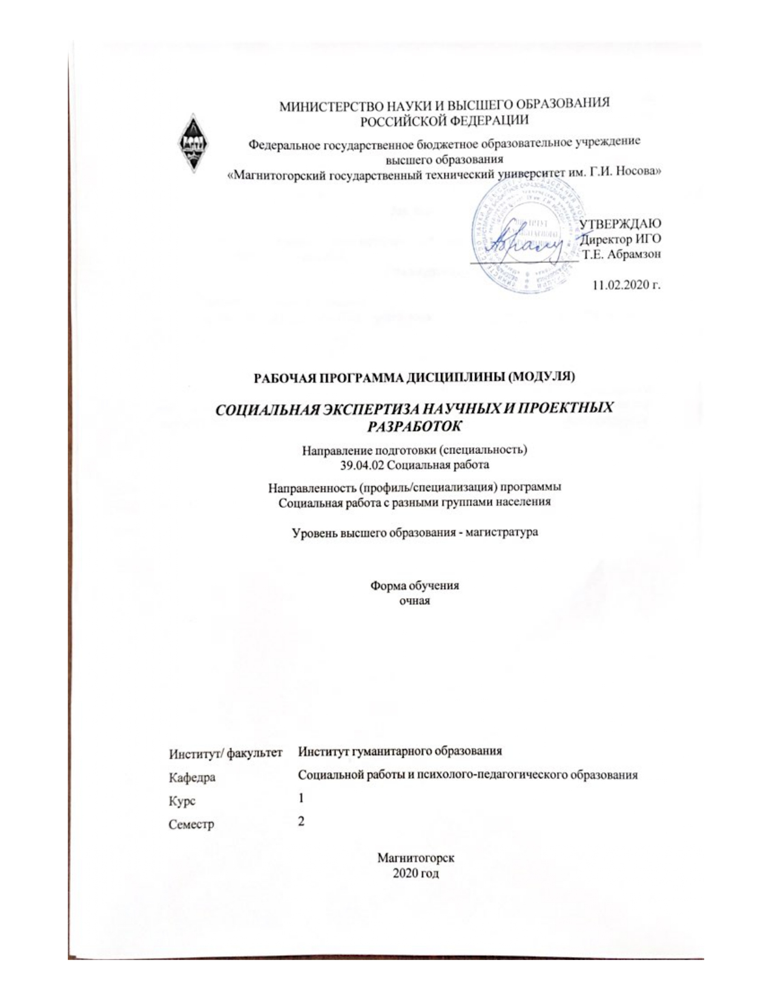 МИНИСТЕРСТВО НАУКИ И ВЫСШЕГО ОБРАЗОВАНИЯ
РОССИЙСКОЙ ФЕДЕРАЦИИ
Федеральное государственное бюджетное образовательное учреждение
высшего образования
«Магнитогорский государственный технический университет им. Г.И. Носова»
УТВЕРЖДАЮ
Директор ИГО
Т.Е. Абрамзон
11.02.2020 г.
РАБОЧАЯ ПРОГРАММА ДИСЦИПЛИНЫ (МОДУЛЯ)
СОЦИАЛЬНАЯ ЭКСПЕРТИЗА НАУЧНЫХ И ПРОЕКТНЫХ
РАЗРАБОТОК
Направление подготовки (специальность)
39.04.02 Социальная работа
Направленность (профиль/специализация) программы
Социальная работа с разными группами населения
Уровень высшего образования - магистратура
Форма обучения
очная
Институт/ факультет Институт гуманитарного образования
Кафедра Социальной работы и психолого-педагогического образования
Курс 1
Семестр 2
Магнитогорск
2020 год